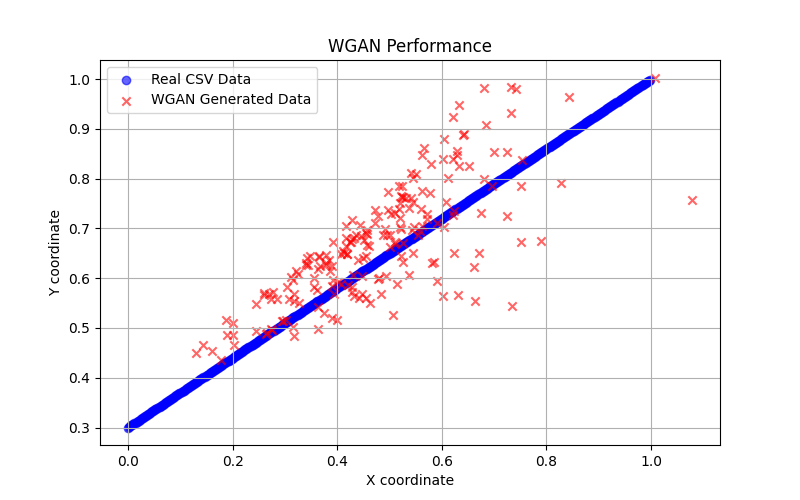 WGAN Performance
Real CSV Data
WGAN Generated Data
1.0
0.9
0.8
0.7
0.6
0.5
0.4
0.3
Y coordinate
0.0 0.2 0.4 0.6 0.8 1.0
X coordinate